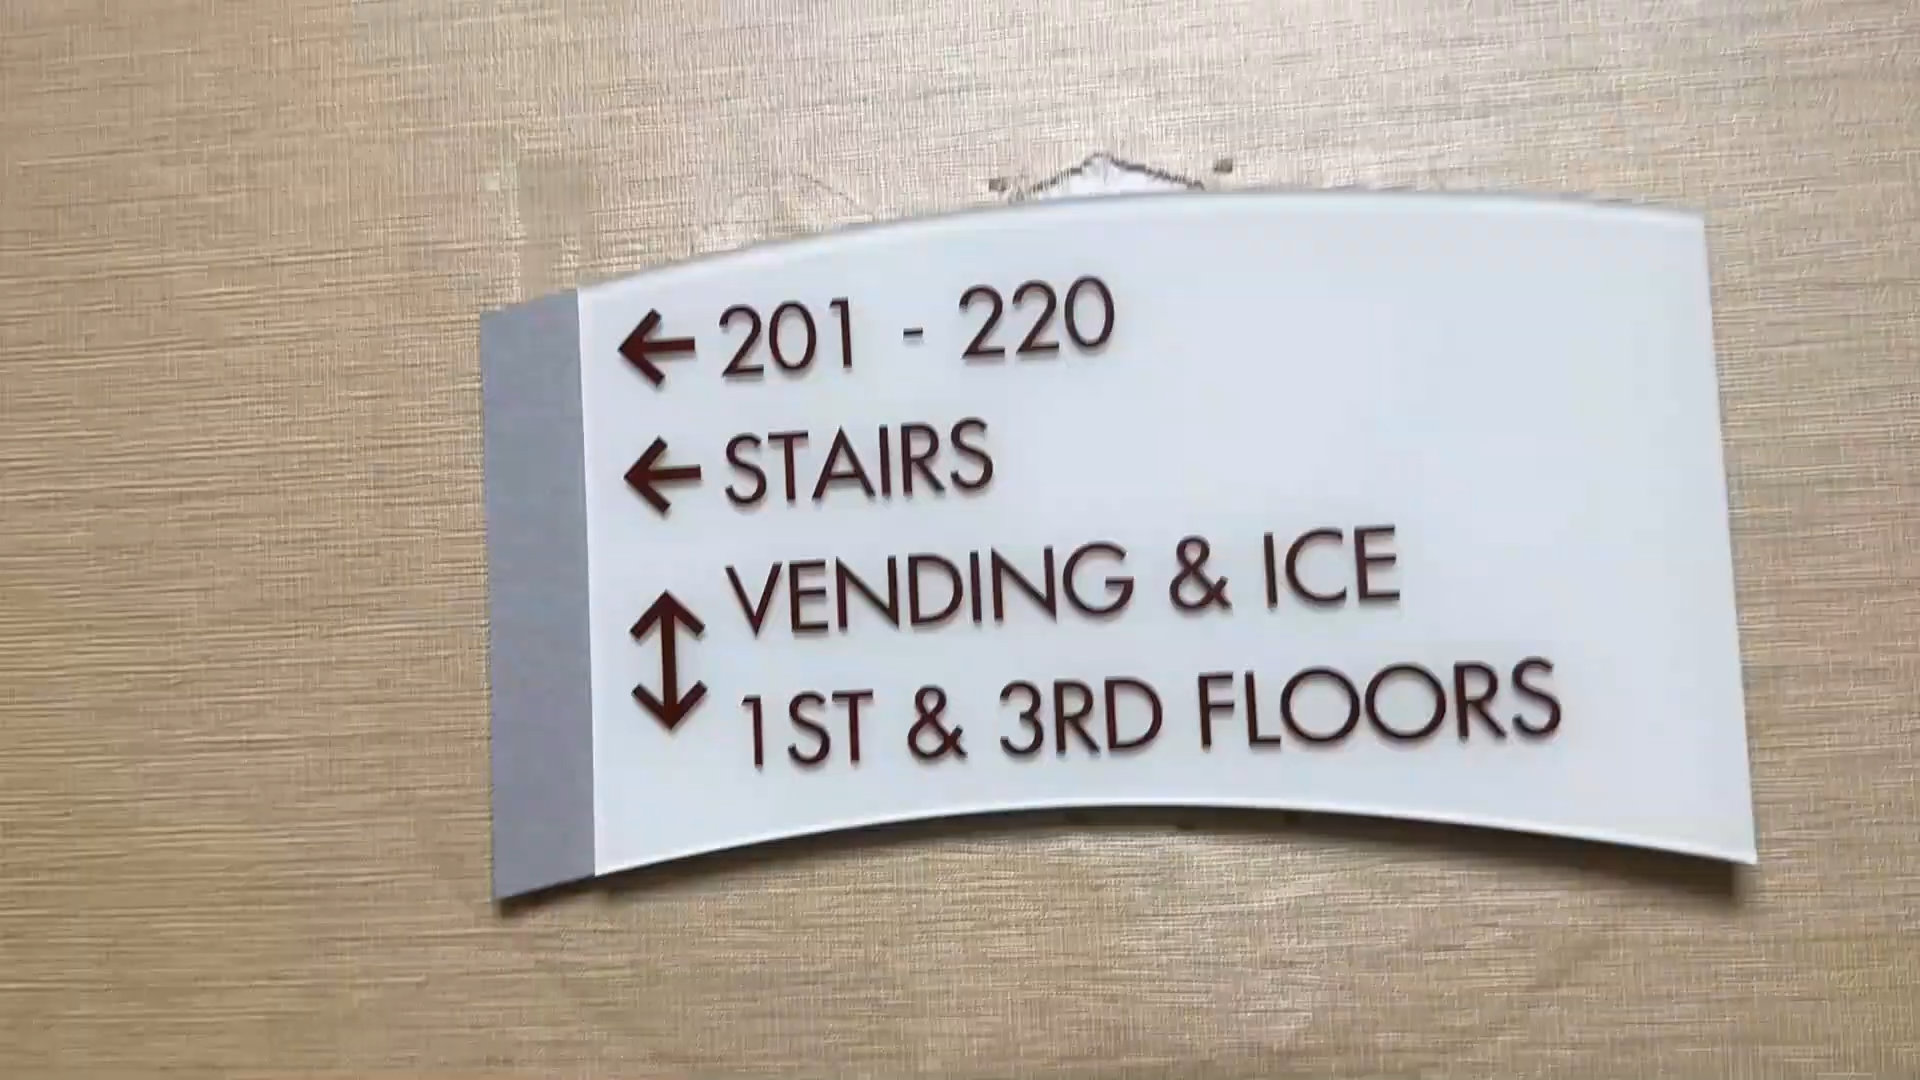 ← 201 - 220
← STAIRS
↕ VENDING & ICE
1ST & 3RD FLOORS